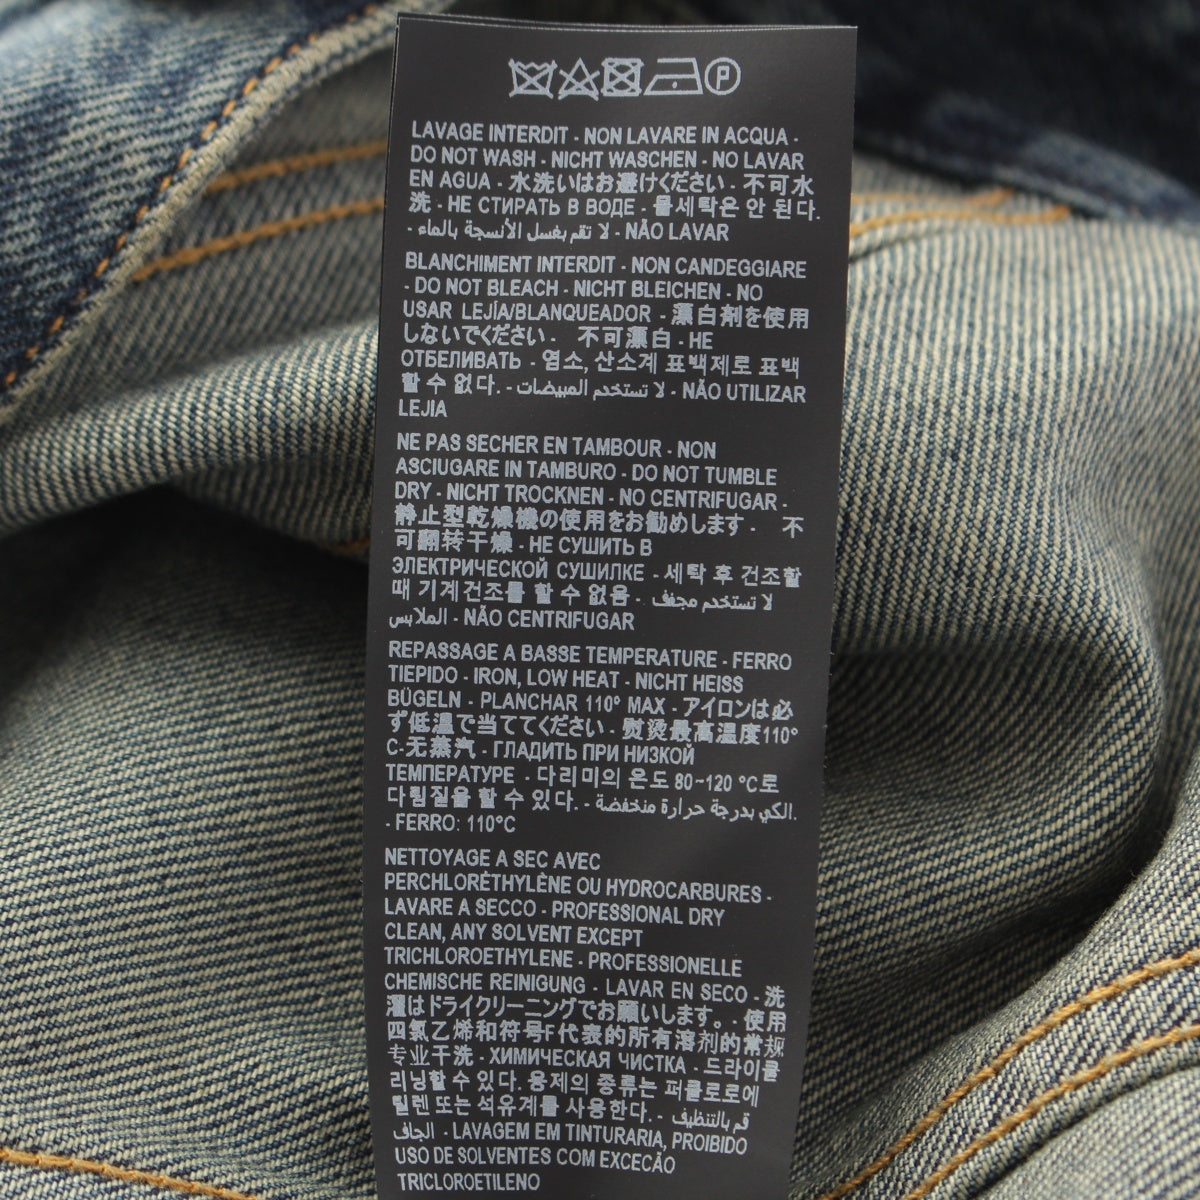 LAVAGE INTERDIT - NON LAVARE IN ACQUA -
DO NOT WASH - NICHT WASCHEN - NO LAVAR
EN AGUA - 水洗いはお避けください - 不可水
洗 - НЕ СТИРАТЬ В ВОДЕ - 물세탁은 안 된다.
- لا تقم بغسل الأنسجة بالماء - NÃO LAVAR
BLANCHIMENT INTERDIT - NON CANDEGGIARE
- DO NOT BLEACH - NICHT BLEICHEN - NO
USAR LEJÍA/BLANQUEADOR - 漂白剤を使用
しないでください - 不可漂白 - НЕ
ОТБЕЛИВАТЬ - 염소, 산소계 표백제로 표백
할 수 없다. - لا تستخدم المبيضات - NÃO UTILIZAR
LEJIA
NE PAS SECHER EN TAMBOUR - NON
ASCIUGARE IN TAMBURO - DO NOT TUMBLE
DRY - NICHT TROCKNEN - NO CENTRIFUGAR -
静止型乾燥機の使用をお勧めします - 不
可翻转干燥 - НЕ СУШИТЬ В
ЭЛЕКТРИЧЕСКОЙ СУШИЛКЕ - 세탁 후 건조할
때 기계건조를 할 수 없음 - لا تستخدم مجفف
الملابس - NÃO CENTRIFUGAR
REPASSAGE A BASSE TEMPERATURE - FERRO
TIEPIDO - IRON, LOW HEAT - NICHT HEISS
BÜGELN - PLANCHAR 110° MAX - アイロンは必
ず低温で当ててください - 熨烫最高温度110°
C-无蒸汽 - ГЛАДИТЬ ПРИ НИЗКОЙ
ТЕМПЕРАТУРЕ - 다리미의 온도 80~120 °C로
다림질을 할 수 있다. - الكي بدرجة حرارة منخفضة.
- FERRO: 110°C
NETTOYAGE A SEC AVEC
PERCHLORÉTHYLÈNE OU HYDROCARBURES -
LAVARE A SECCO - PROFESSIONAL DRY
CLEAN, ANY SOLVENT EXCEPT
TRICHLOROETHYLENE - PROFESSIONELLE
CHEMISCHE REINIGUNG - LAVAR EN SECO - 洗
濯はドライクリーニングでお願いします。- 使用
四氯乙烯和符号F代表的所有溶剂的常规
专业干洗 - ХИМИЧЕСКАЯ ЧИСТКА - 드라이클
리닝할 수 있다. 용제의 종류는 퍼클로로에
틸렌 또는 석유계를 사용한다. - قم بالتنظيف
الجاف - LAVAGEM EM TINTURARIA, PROIBIDO
USO DE SOLVENTES COM EXCECÃO
TRICLOROETILENO